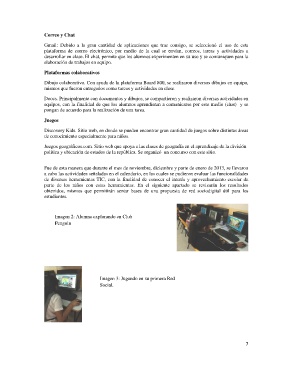 Correo y Chat
Gmail: Debido a la gran cantidad de aplicaciones que trae consigo, se seleccionó el uso de esta
plataforma de correo electrónico, por medio de la cual se envían, correos, tareas y actividades a
desarrollar en clase. El chat, permite que los alumnos experimenten en su uso y se comuniquen para la
elaboración de trabajos en equipo.
Plataformas colaborativas
Dibujo colaborativo. Con ayuda de la plataforma Board 800, se realizaron diversos dibujos en equipo,
mismos que fueron entregados como tareas y actividades en clase.
Docs. Principalmente con documentos y dibujos, se compartieron y realizaron diversas actividades en
equipos, con la finalidad de que los alumnos aprendieran a comunicarse por este medio (chat) y se
pongan de acuerdo para la realización de una tarea.
Juegos
Discovery Kids. Sitio web, en donde se pueden encontrar gran cantidad de juegos sobre distintas áreas
de conocimiento especialmente para niños.
Juegos geográficos.com. Sitio web que apoya a las clases de geografía en el aprendizaje de la división
política y ubicación de estados de la república. Se organizó un concurso con este sitio.
Fue de esta manera que durante el mes de noviembre, diciembre y parte de enero de 2013, se llevaron
a cabo las actividades señaladas en el calendario, en las cuales se pudieron evaluar las funcionalidades
de diversas herramientas TIC, con la finalidad de conocer el interés y aprovechamiento escolar de
parte de los niños con estas herramientas. En el siguiente apartado se revisarán los resultados
obtenidos, mismos que permitirán sentar bases de una propuesta de red sociodigital útil para los
estudiantes.
Imagen 2: Alumna explorando en Club
Penguin
Imagen 3: Jugando en su primera Red
Social.
7